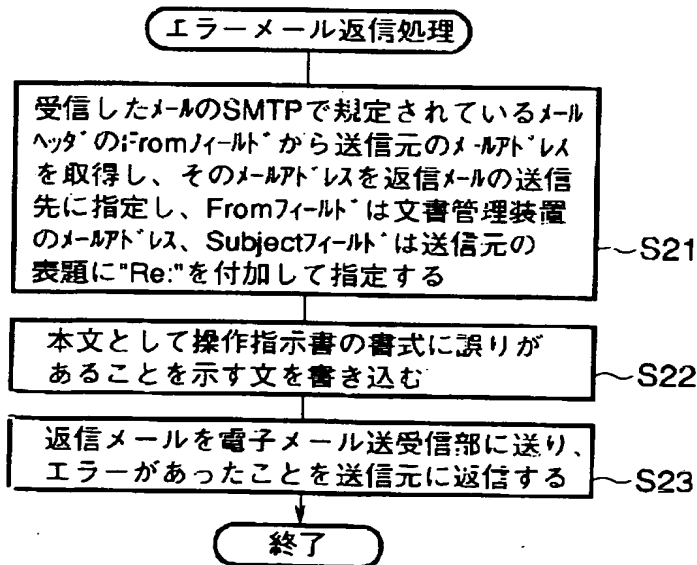 エラーメール返信処理
受信したメールのSMTPで規定されているメール
ヘッダのFromフィールドから送信元のメールアドレス
を取得し、そのメールアドレスを返信メールの送信
先に指定し、Fromフィールドは文書管理装置
のメールアドレス、Subjectフィールドは送信元の
表題に"Re:"を付加して指定する
S21
本文として操作指示書の書式に誤りが
あることを示す文を書き込む
S22
返信メールを電子メール送受信部に送り、
エラーがあったことを送信元に返信する
S23
終了